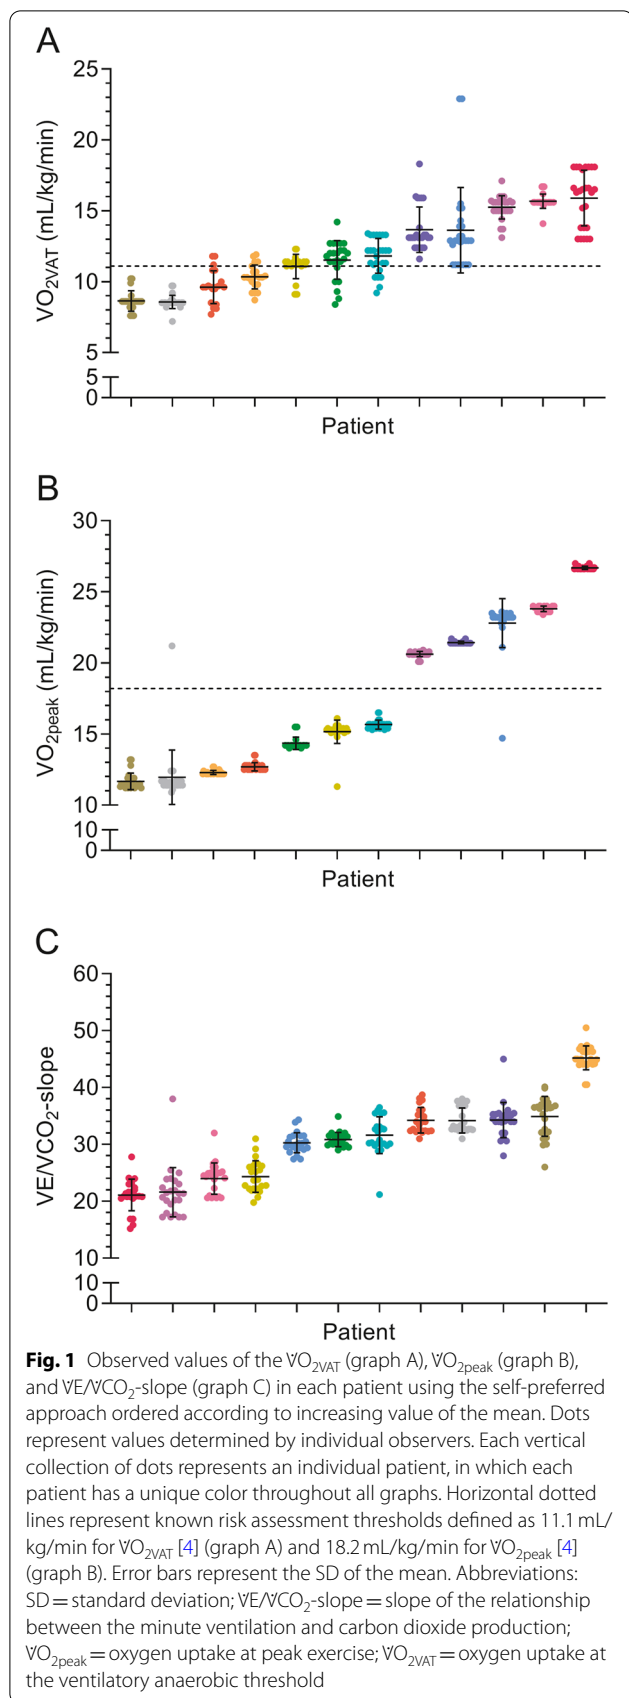 A
25
20
15
10
5
5
0
VO2VAT (mL/kg/min)
Patient
B
30
25
20
15
10
10
0
VO2peak (mL/kg/min)
Patient
C
60
50
40
30
20
10
10
0
VE/VCO2-slope
Patient
Fig. 1 Observed values of the V̇O2VAT (graph A), V̇O2peak (graph B),
and V̇E/V̇CO2-slope (graph C) in each patient using the self-preferred
approach ordered according to increasing value of the mean. Dots
represent values determined by individual observers. Each vertical
collection of dots represents an individual patient, in which each
patient has a unique color throughout all graphs. Horizontal dotted
lines represent known risk assessment thresholds defined as 11.1 mL/
kg/min for V̇O2VAT [4] (graph A) and 18.2 mL/kg/min for V̇O2peak [4]
(graph B). Error bars represent the SD of the mean. Abbreviations:
SD = standard deviation; V̇E/V̇CO2-slope = slope of the relationship
between the minute ventilation and carbon dioxide production;
V̇O2peak = oxygen uptake at peak exercise; V̇O2VAT = oxygen uptake at
the ventilatory anaerobic threshold